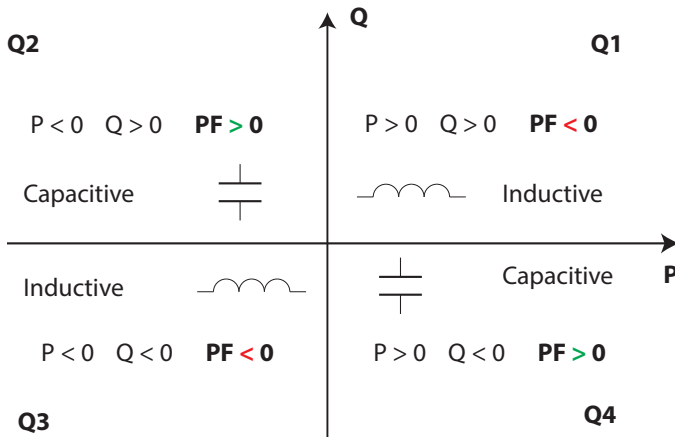 Q
Q2
Q1
P < 0 Q > 0 PF > 0
P > 0 Q > 0 PF < 0
Capacitive
Inductive
Inductive
Capacitive
P
P < 0 Q < 0 PF < 0
P > 0 Q < 0 PF > 0
Q3
Q4